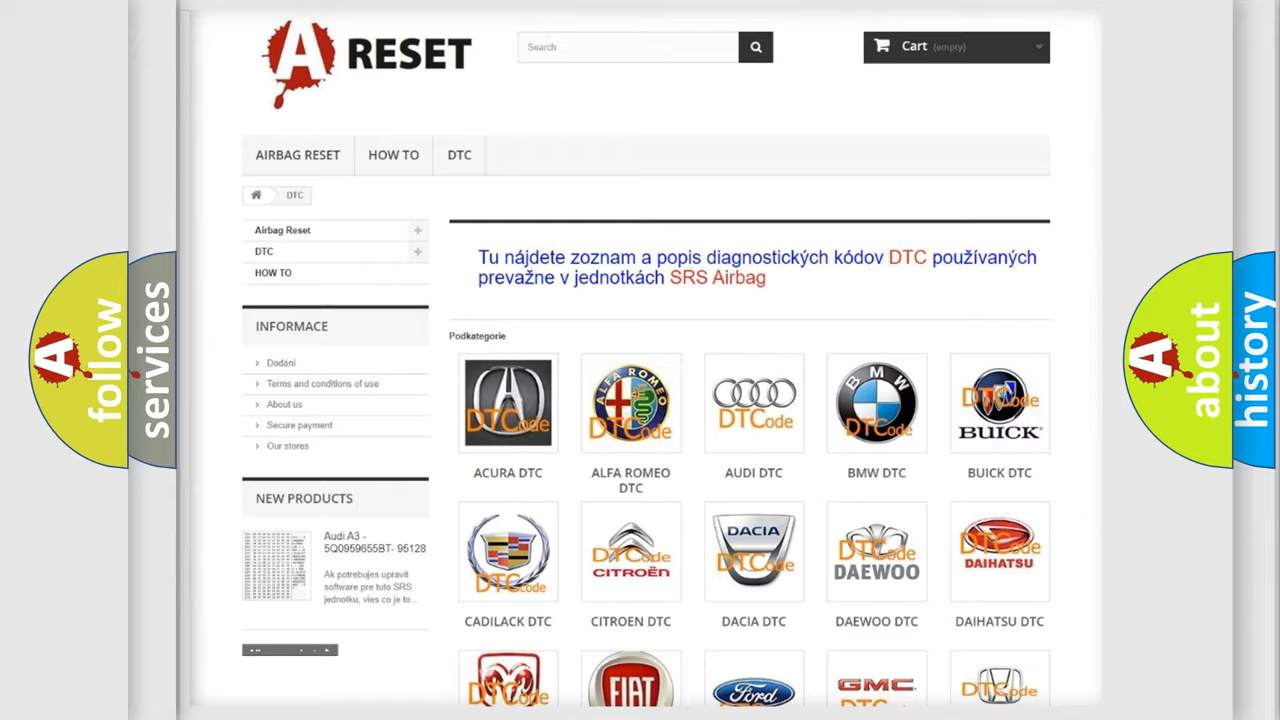 A RESET
Search
Cart (empty)
AIRBAG RESET
HOW TO
DTC
DTC
Airbag Reset
DTC
HOW TO
INFORMACE
Dodání
Terms and conditions of use
About us
Secure payment
Our stores
NEW PRODUCTS
Audi A3 -
5Q0959655BT- 95128
Ak potrebujes upravit
software pre tuto SRS
jednotku, vies co je to...
Tu nájdete zoznam a popis diagnostických kódov DTC používaných
prevažne v jednotkách SRS Airbag
Podkategorie
DTCode
ALFA ROMEO
DTCode
DTCode
BMW
DTCode
DTCode
BUICK
ACURA DTC
ALFA ROMEO
DTC
AUDI DTC
BMW DTC
BUICK DTC
DTCode
DTCode
CITROËN
DACIA
DTCode
DTCode
DAEWOO
DTCode
DAIHATSU
CADILACK DTC
CITROEN DTC
DACIA DTC
DAEWOO DTC
DAIHATSU DTC
DTCode
FIAT
Ford
GMC
DTCode
A follow
services
A about
history